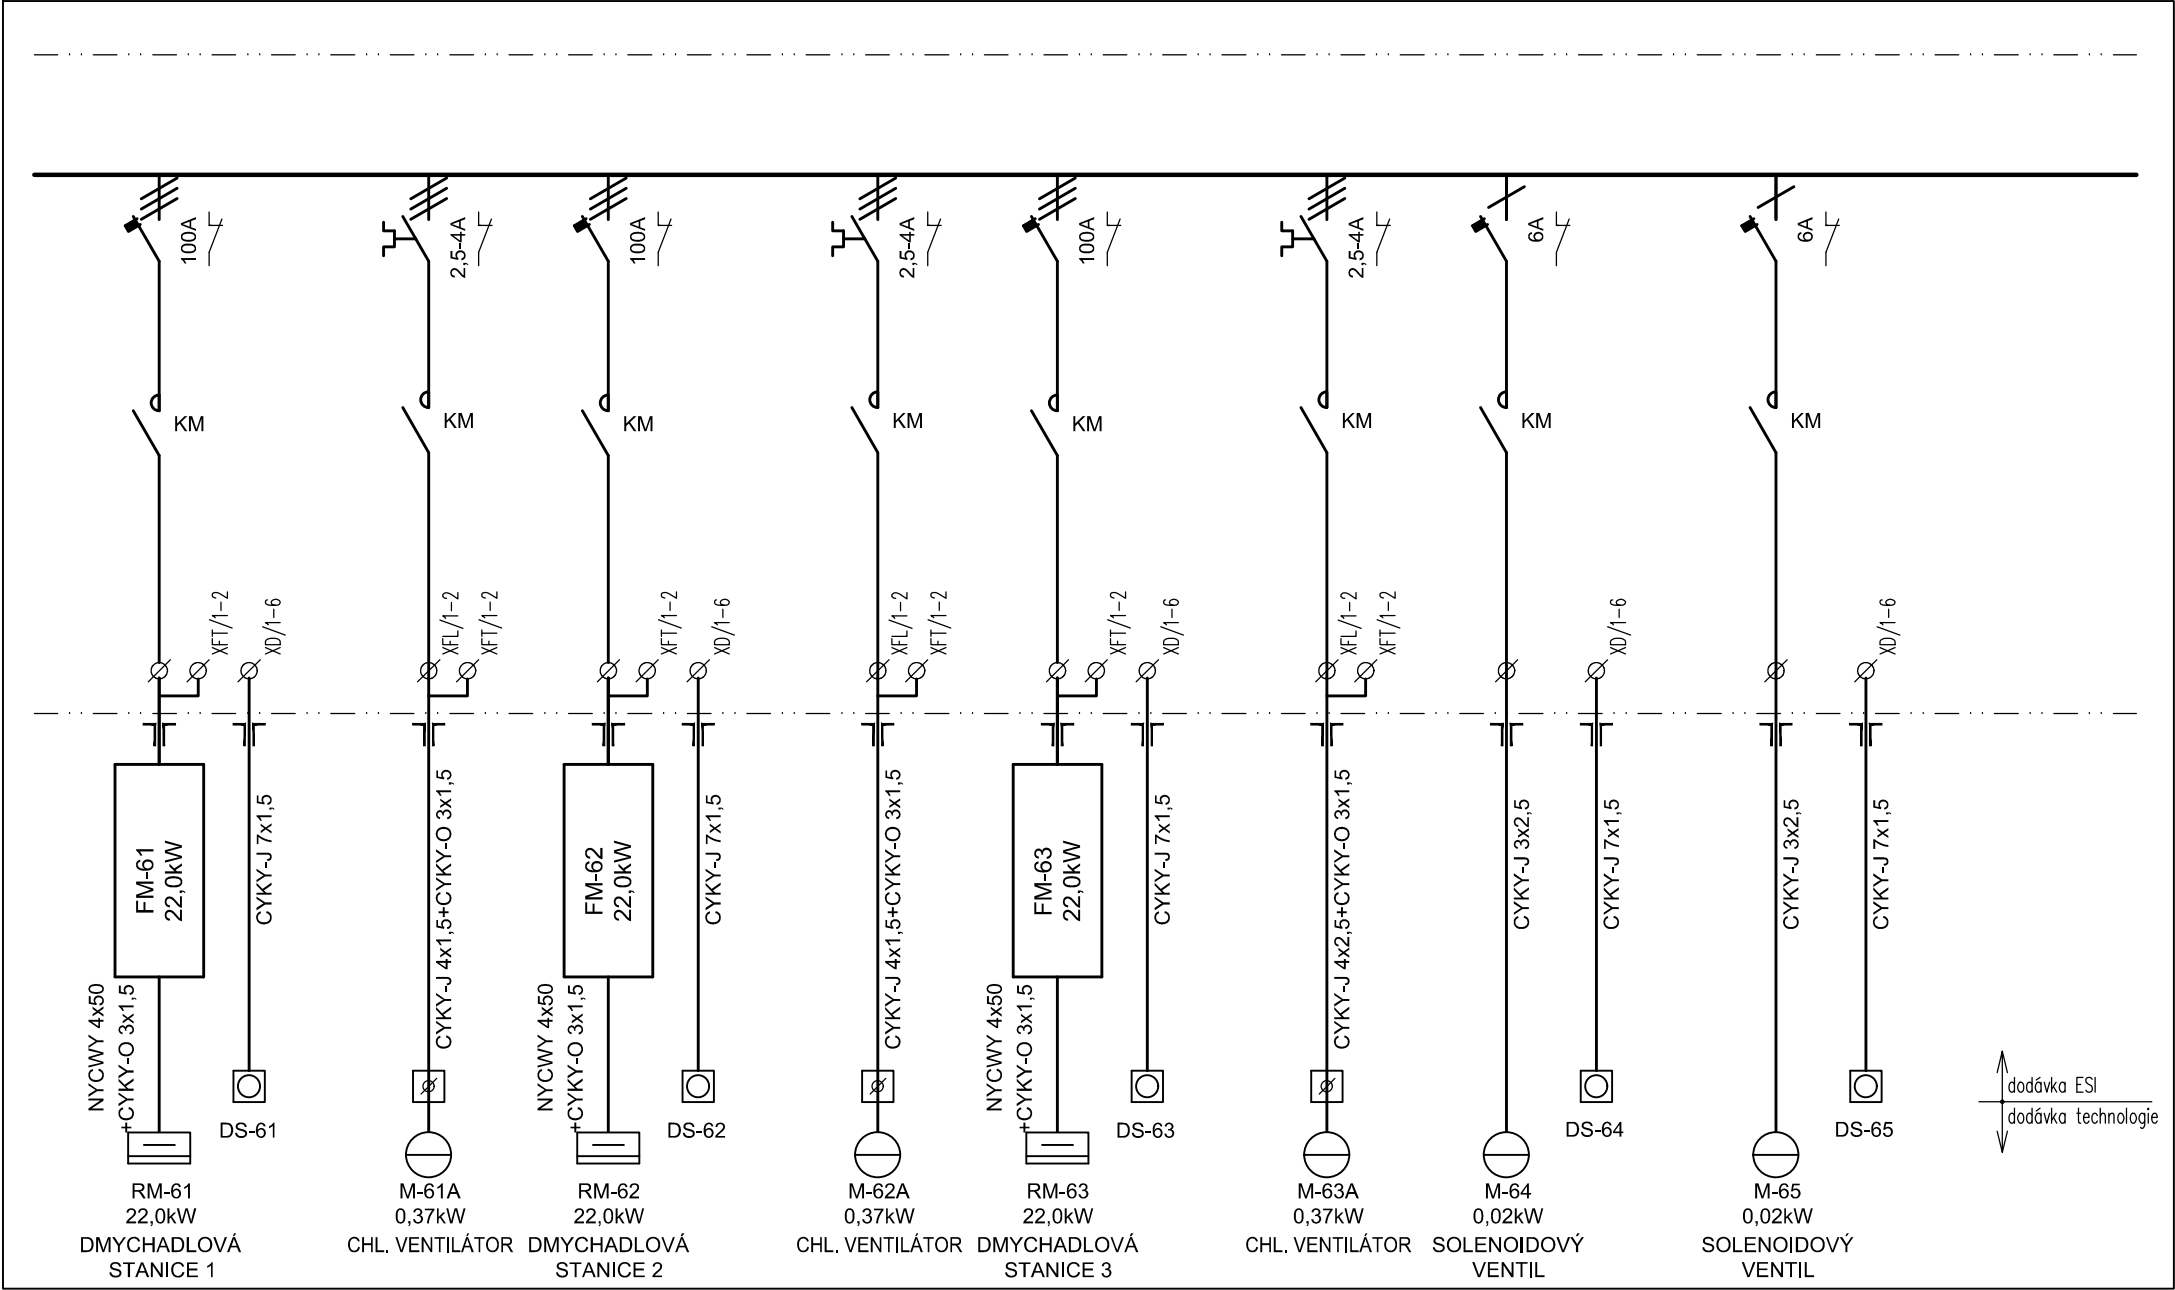 100A
2,5-4A
100A
2,5-4A
100A
2,5-4A
6A
6A
KM
KM
KM
KM
KM
KM
KM
KM
XFT/1-2
XD/1-6
XFL/1-2
XFT/1-2
XFT/1-2
XD/1-6
XFL/1-2
XFT/1-2
XFT/1-2
XD/1-6
XFL/1-2
XFT/1-2
XD/1-6
XD/1-6
FM-61
22,0kW
CYKY-J 7x1,5
CYKY-J 4x1,5+CYKY-O 3x1,5
FM-62
22,0kW
CYKY-J 7x1,5
CYKY-J 4x1,5+CYKY-O 3x1,5
FM-63
22,0kW
CYKY-J 7x1,5
CYKY-J 4x2,5+CYKY-O 3x1,5
CYKY-J 3x2,5
CYKY-J 7x1,5
CYKY-J 3x2,5
CYKY-J 7x1,5
NYCWY 4x50
+CYKY-O 3x1,5
NYCWY 4x50
+CYKY-O 3x1,5
NYCWY 4x50
+CYKY-O 3x1,5
dodávka ESI
dodávka technologie
DS-61
DS-62
DS-63
DS-64
DS-65
RM-61
22,0kW
DMYCHADLOVÁ
STANICE 1
M-61A
0,37kW
CHL. VENTILÁTOR
RM-62
22,0kW
DMYCHADLOVÁ
STANICE 2
M-62A
0,37kW
CHL. VENTILÁTOR
RM-63
22,0kW
DMYCHADLOVÁ
STANICE 3
M-63A
0,37kW
CHL. VENTILÁTOR
M-64
0,02kW
SOLENOIDOVÝ
VENTIL
M-65
0,02kW
SOLENOIDOVÝ
VENTIL